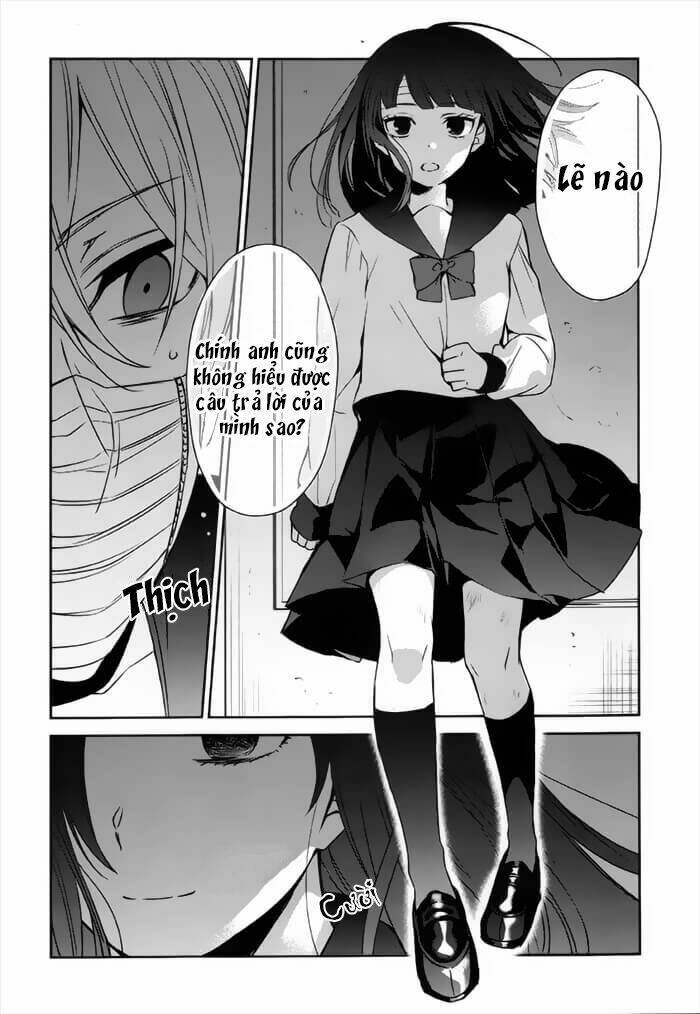 Lẽ nào
Chính anh cũng
không hiểu được
câu trả lời của
mình sao?
Thịch
Cười